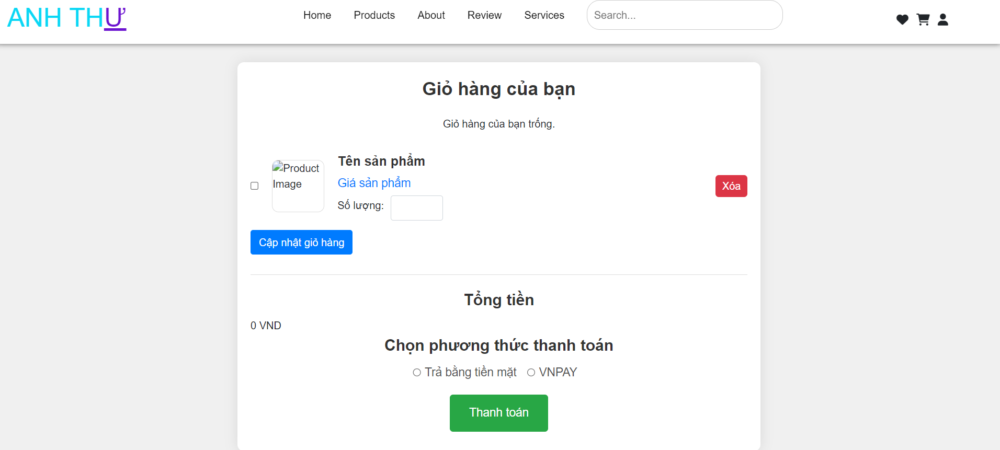 ANH THƯ
Home Products About Review Services Search...
Giỏ hàng của bạn
Giỏ hàng của bạn trống.
Product Image
Tên sản phẩm
Giá sản phẩm
Số lượng:
Xóa
Cập nhật giỏ hàng
Tổng tiền
0 VND
Chọn phương thức thanh toán
Trả bằng tiền mặt VNPAY
Thanh toán